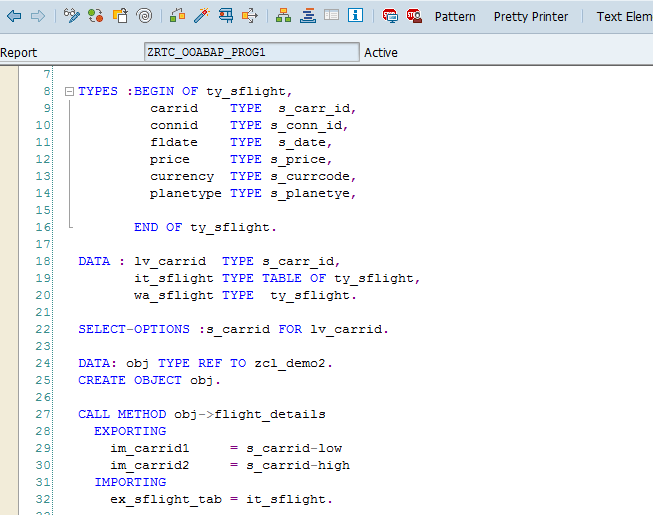 Pattern Pretty Printer Text Elem
Report ZRTC_OOABAP_PROG1 Active
7
8 TYPES :BEGIN OF ty_sflight,
9 carrid TYPE s_carr_id,
10 connid TYPE s_conn_id,
11 fldate TYPE s_date,
12 price TYPE s_price,
13 currency TYPE s_currcode,
14 planetype TYPE s_planetye,
15
16 END OF ty_sflight.
17
18 DATA : lv_carrid TYPE s_carr_id,
19 it_sflight TYPE TABLE OF ty_sflight,
20 wa_sflight TYPE ty_sflight.
21
22 SELECT-OPTIONS :s_carrid FOR lv_carrid.
23
24 DATA: obj TYPE REF TO zcl_demo2.
25 CREATE OBJECT obj.
26
27 CALL METHOD obj->flight_details
28 EXPORTING
29 im_carrid1 = s_carrid-low
30 im_carrid2 = s_carrid-high
31 IMPORTING
32 ex_sflight_tab = it_sflight.